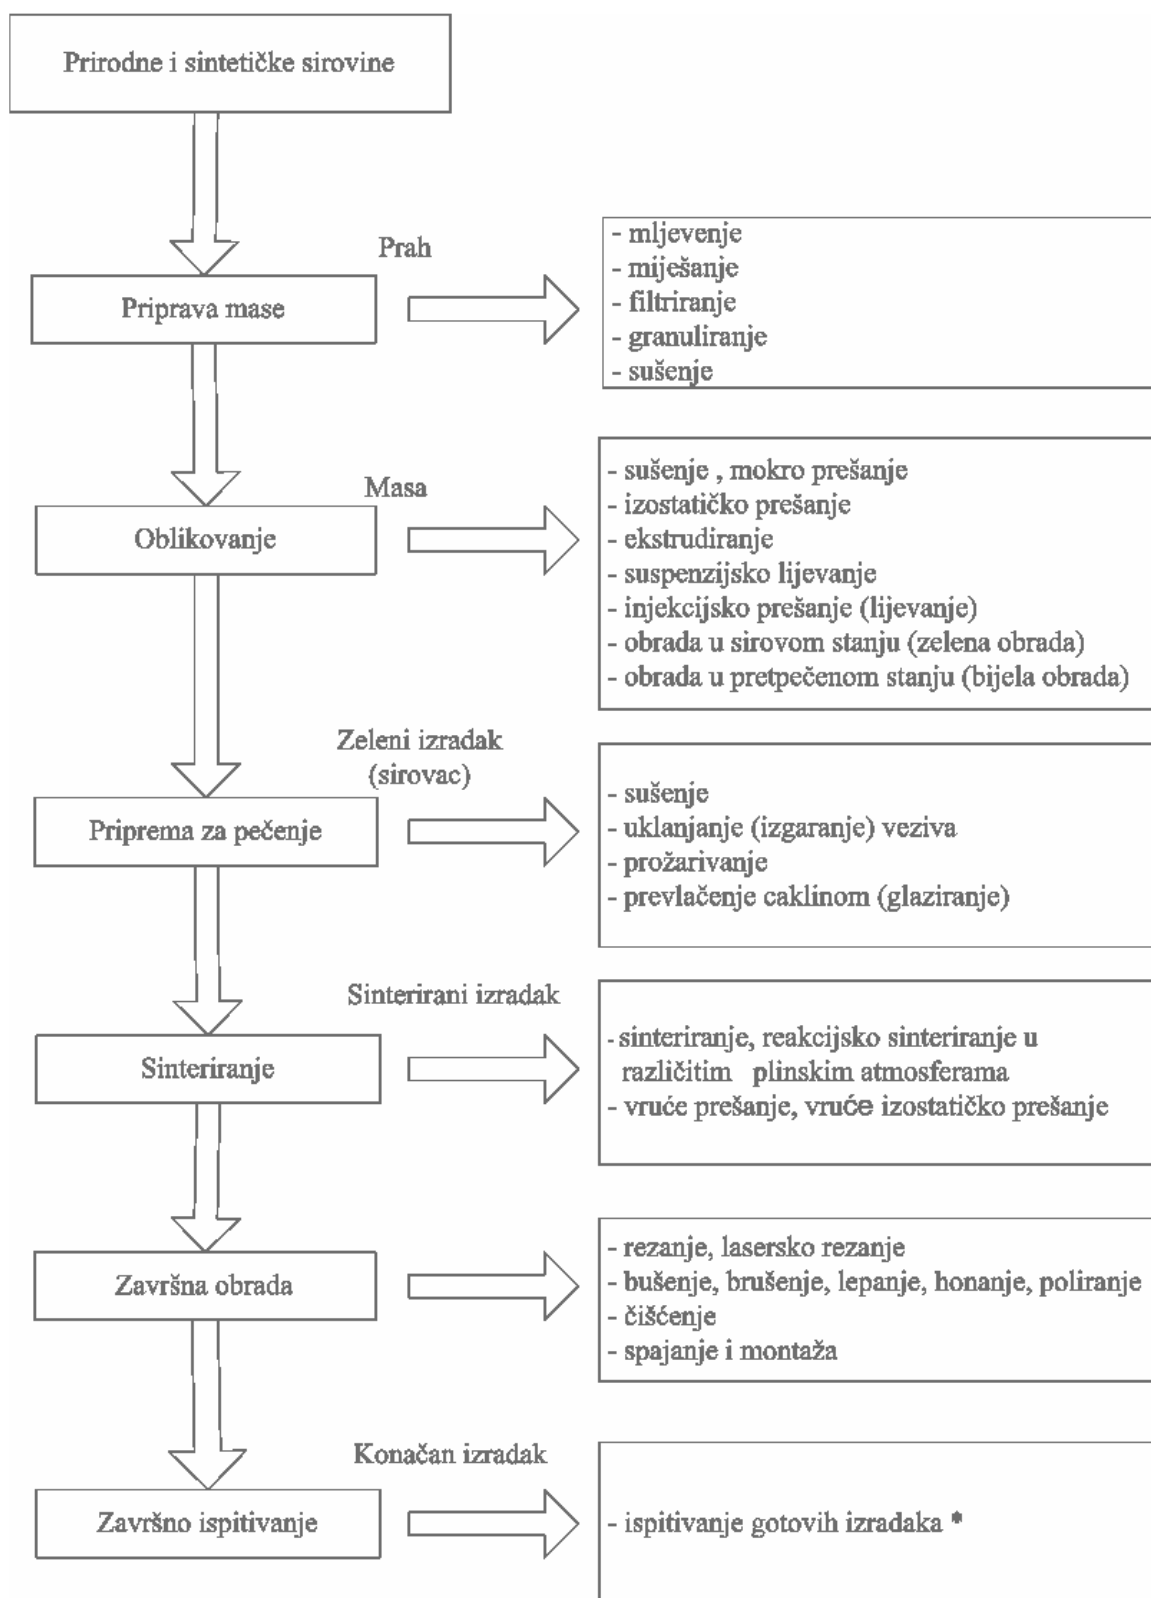 Prirodne i sintetičke sirovine
Prah
Priprava mase
- mljevenje
- miješanje
- filtriranje
- granuliranje
- sušenje
Masa
Oblikovanje
- sušenje , mokro prešanje
- izostatičko prešanje
- ekstrudiranje
- suspenzijsko lijevanje
- injekcijsko prešanje (lijevanje)
- obrada u sirovom stanju (zelena obrada)
- obrada u pretpečenom stanju (bijela obrada)
Zeleni izradak
(sirovac)
Priprema za pečenje
- sušenje
- uklanjanje (izgaranje) veziva
- prožarivanje
- prevlačenje caklinom (glaziranje)
Sinterirani izradak
Sinteriranje
- sinteriranje, reakcijsko sinteriranje u
različitim plinskim atmosferama
- vruće prešanje, vruće izostatičko prešanje
Završna obrada
- rezanje, lasersko rezanje
- bušenje, brušenje, lepanje, honanje, poliranje
- čišćenje
- spajanje i montaža
Konačan izradak
Završno ispitivanje
- ispitivanje gotovih izradaka *